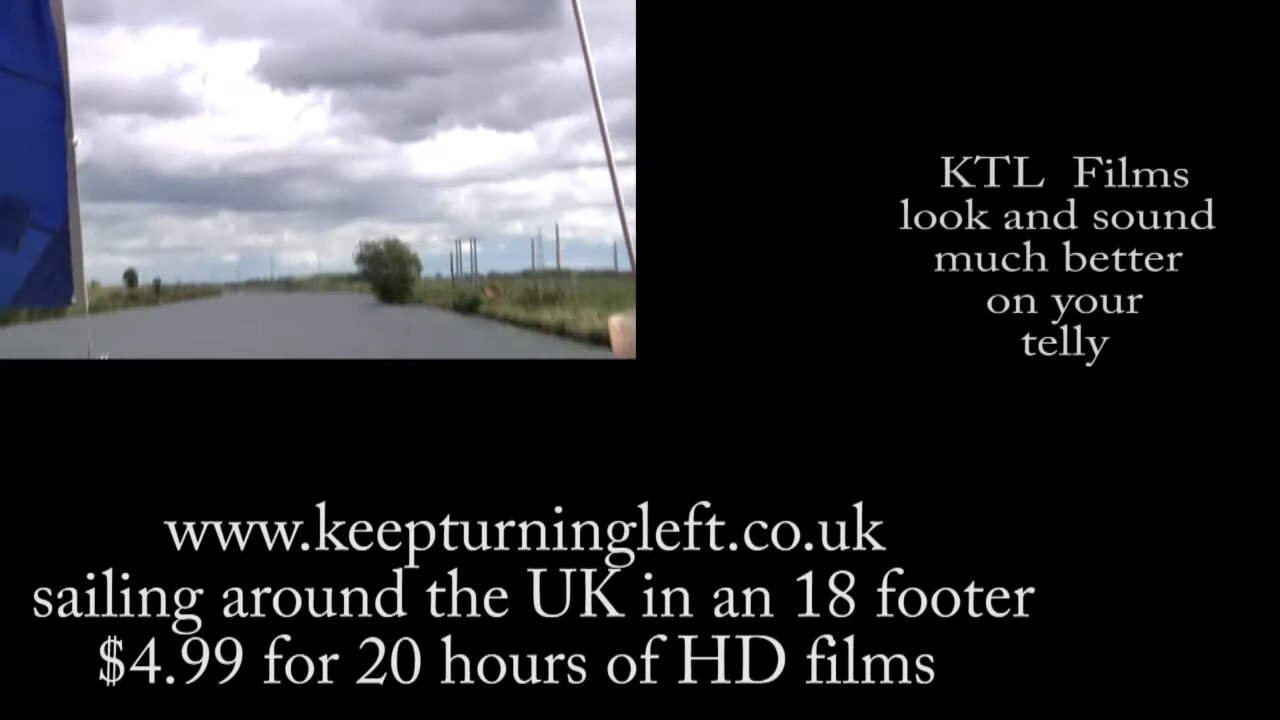 KTL Films
look and sound
much better
on your
telly
www.keepturningleft.co.uk
sailing around the UK in an 18 footer
$4.99 for 20 hours of HD films